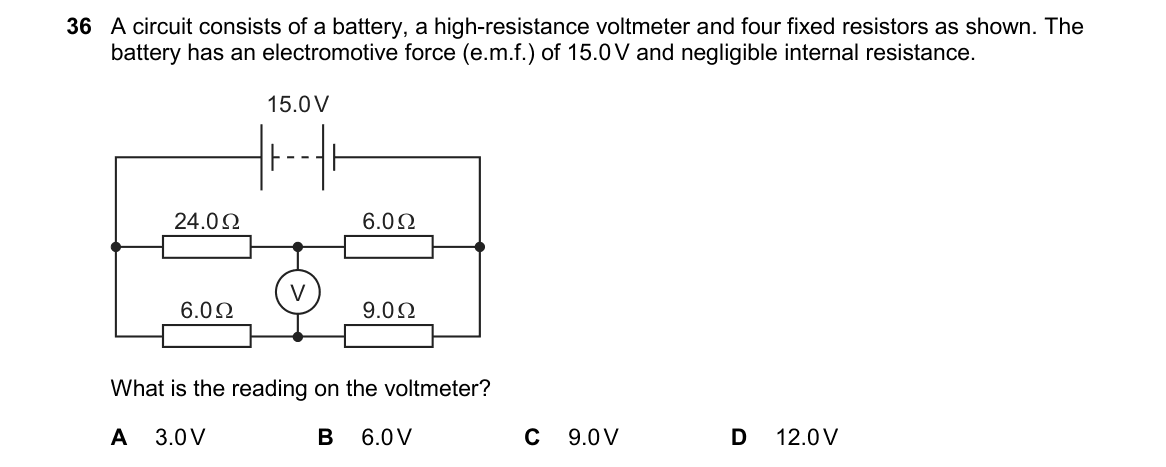 36 A circuit consists of a battery, a high-resistance voltmeter and four fixed resistors as shown. The
battery has an electromotive force (e.m.f.) of 15.0 V and negligible internal resistance.
15.0 V
24.0 Ω 6.0 Ω
V
6.0 Ω 9.0 Ω
What is the reading on the voltmeter?
A 3.0 V B 6.0 V C 9.0 V D 12.0 V